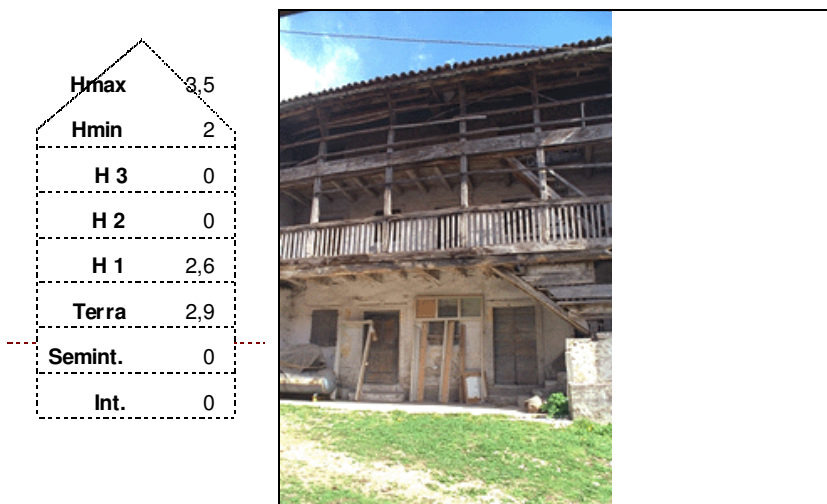 Hmax 3,5
Hmin 2
H 3 0
H 2 0
H 1 2,6
Terra 2,9
Semint. 0
Int. 0